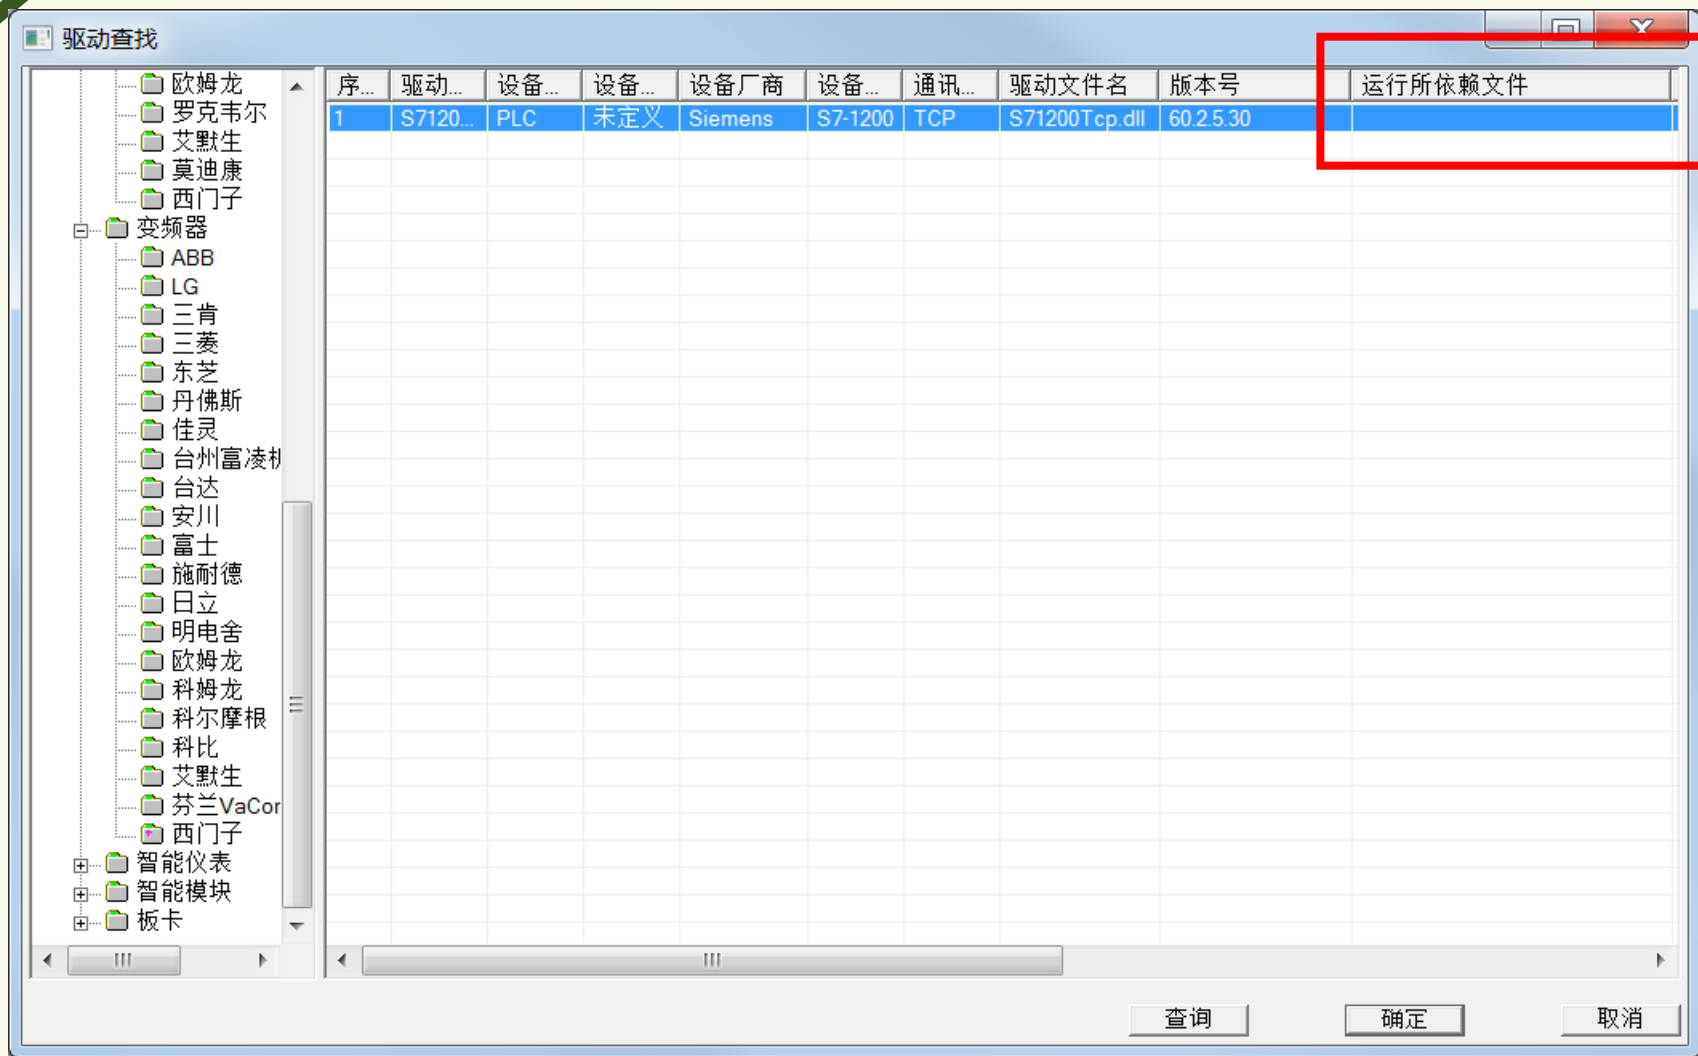 驱动查找
欧姆龙
罗克韦尔
艾默生
莫迪康
西门子
变频器
ABB
LG
三肯
三菱
东芝
丹佛斯
佳灵
台州富凌机
台达
安川
富士
施耐德
日立
明电舍
欧姆龙
科姆龙
科尔摩根
科比
艾默生
芬兰VaCor
西门子
智能仪表
智能模块
板卡
序... 驱动... 设备... 设备... 设备厂商 设备... 通讯... 驱动文件名 版本号 运行所依赖文件
1 S7120... PLC 未定义 Siemens S7-1200 TCP S71200Tcp.dll 60.2.5.30
查询 确定 取消